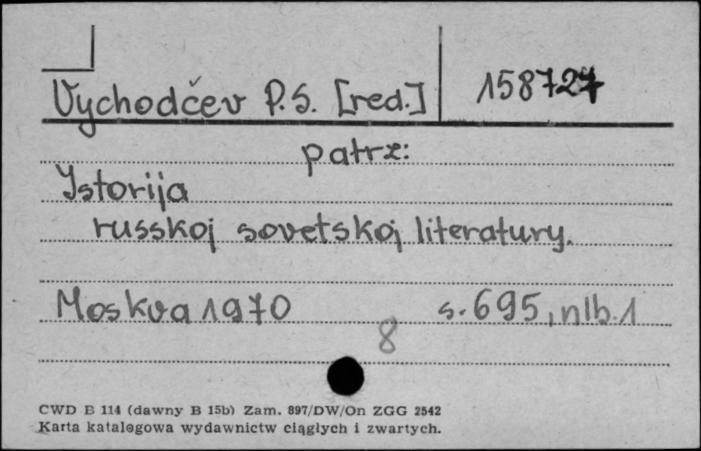 Vychodčev P.S. [red.] 158727
patrz:
Istorija
russkoj sovetskoj literatury.
Moskva 1970 s. 695, nlb. 1
8
CWD E 114 (dawny B 15b) Zam. 897/DW/On ZGG 2542
Karta katalogowa wydawnictw ciągłych i zwartych.